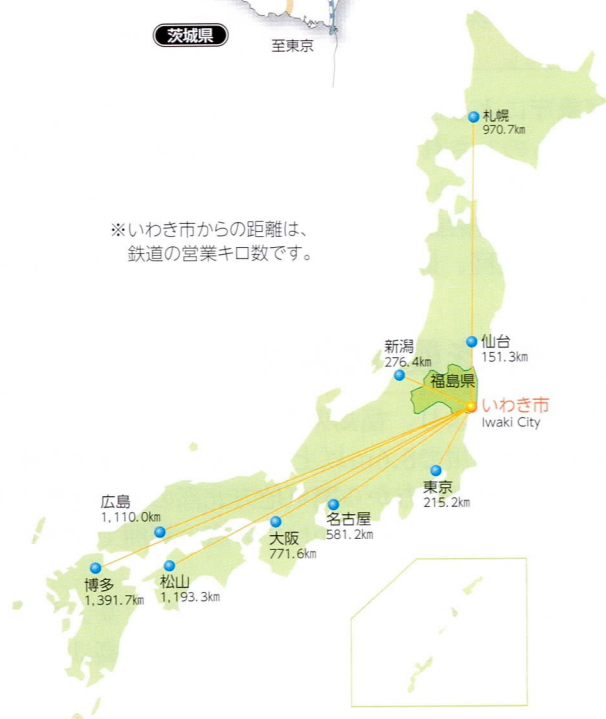 茨城県
至東京
札幌
970.7㎞
※いわき市からの距離は、
鉄道の営業キロ数です。
仙台
151.3㎞
新潟
276.4㎞
福島県
いわき市
Iwaki City
東京
215.2㎞
広島
1,110.0㎞
名古屋
581.2㎞
大阪
771.6㎞
博多
1,391.7㎞
松山
1,193.3㎞